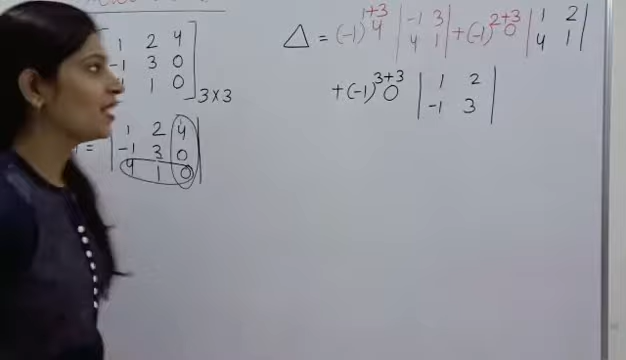 1 2 4
-1 3 0
1 0
3×3
= | 1 2 4 |
| -1 3 0 |
| 4 1 0 |
△ = (-1)^{1+3} 4 | -1 3 | + (-1)^{2+3} 0 | 1 2 |
| 4 1 | | 4 1 |
+ (-1)^{3+3} 0 | 1 2 |
| -1 3 |